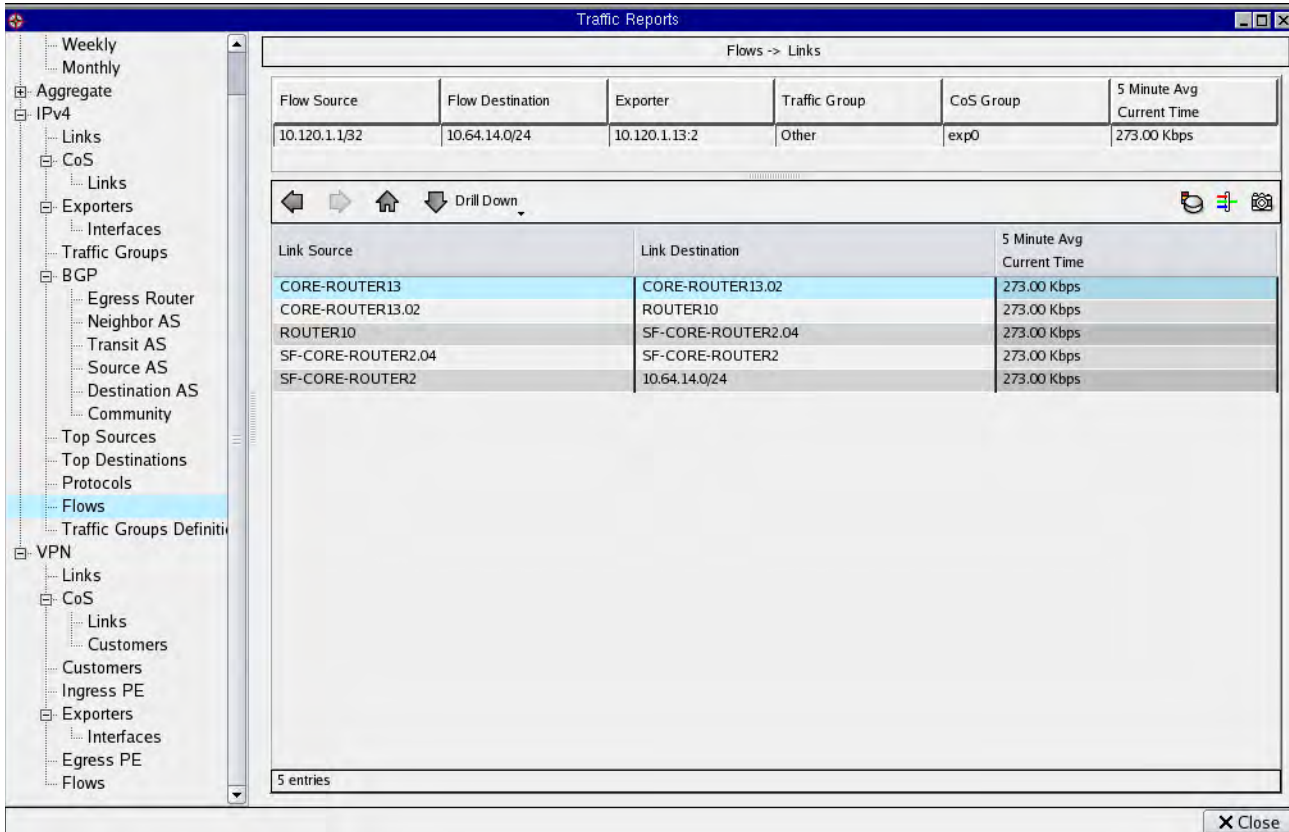 Traffic Reports
Weekly
Monthly
Aggregate
IPv4
Links
CoS
Links
Exporters
Interfaces
Traffic Groups
BGP
Egress Router
Neighbor AS
Transit AS
Source AS
Destination AS
Community
Top Sources
Top Destinations
Protocols
Flows
Traffic Groups Definiti
VPN
Links
CoS
Links
Customers
Customers
Ingress PE
Exporters
Interfaces
Egress PE
Flows
Flows -> Links
Flow Source Flow Destination Exporter Traffic Group CoS Group 5 Minute Avg Current Time
10.120.1.1/32 10.64.14.0/24 10.120.1.13:2 Other exp0 273.00 Kbps
Drill Down
Link Source Link Destination 5 Minute Avg Current Time
CORE-ROUTER13 CORE-ROUTER13.02 273.00 Kbps
CORE-ROUTER13.02 ROUTER10 273.00 Kbps
ROUTER10 SF-CORE-ROUTER2.04 273.00 Kbps
SF-CORE-ROUTER2.04 SF-CORE-ROUTER2 273.00 Kbps
SF-CORE-ROUTER2 10.64.14.0/24 273.00 Kbps
5 entries
Close